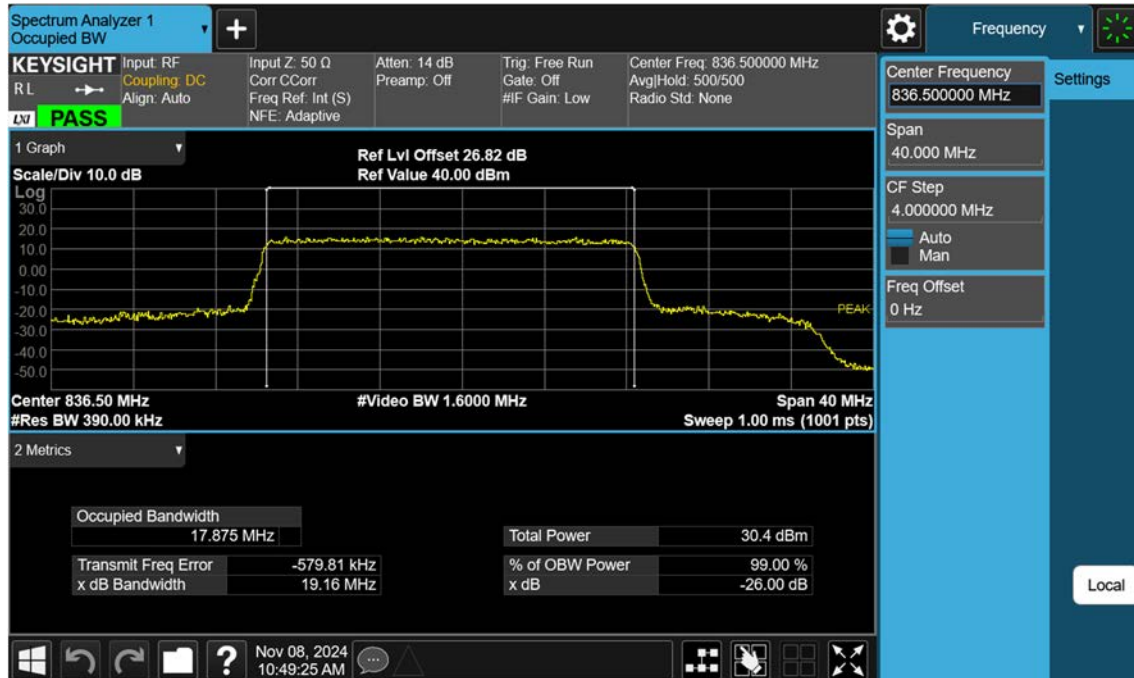 Spectrum Analyzer 1
Occupied BW
Frequency
KEYSIGHT
RL
LXI
PASS
Input: RF
Coupling: DC
Align: Auto
Input Z: 50 Ω
Corr CCorr
Freq Ref: Int (S)
NFE: Adaptive
Atten: 14 dB
Preamp: Off
Trig: Free Run
Gate: Off
#IF Gain: Low
Center Freq: 836.500000 MHz
Avg|Hold: 500/500
Radio Std: None
Center Frequency
836.500000 MHz
Settings
Span
40.000 MHz
CF Step
4.000000 MHz
Auto
Man
Freq Offset
0 Hz
Local
1 Graph
Scale/Div 10.0 dB
Ref Lvl Offset 26.82 dB
Ref Value 40.00 dBm
Log
30.0
20.0
10.0
0.00
-10.0
-20.0
-30.0
-40.0
-50.0
PEAK
Center 836.50 MHz
#Res BW 390.00 kHz
#Video BW 1.6000 MHz
Span 40 MHz
Sweep 1.00 ms (1001 pts)
2 Metrics
Occupied Bandwidth
17.875 MHz
Total Power 30.4 dBm
Transmit Freq Error -579.81 kHz
% of OBW Power 99.00 %
x dB Bandwidth 19.16 MHz
x dB -26.00 dB
?
Nov 08, 2024
10:49:25 AM